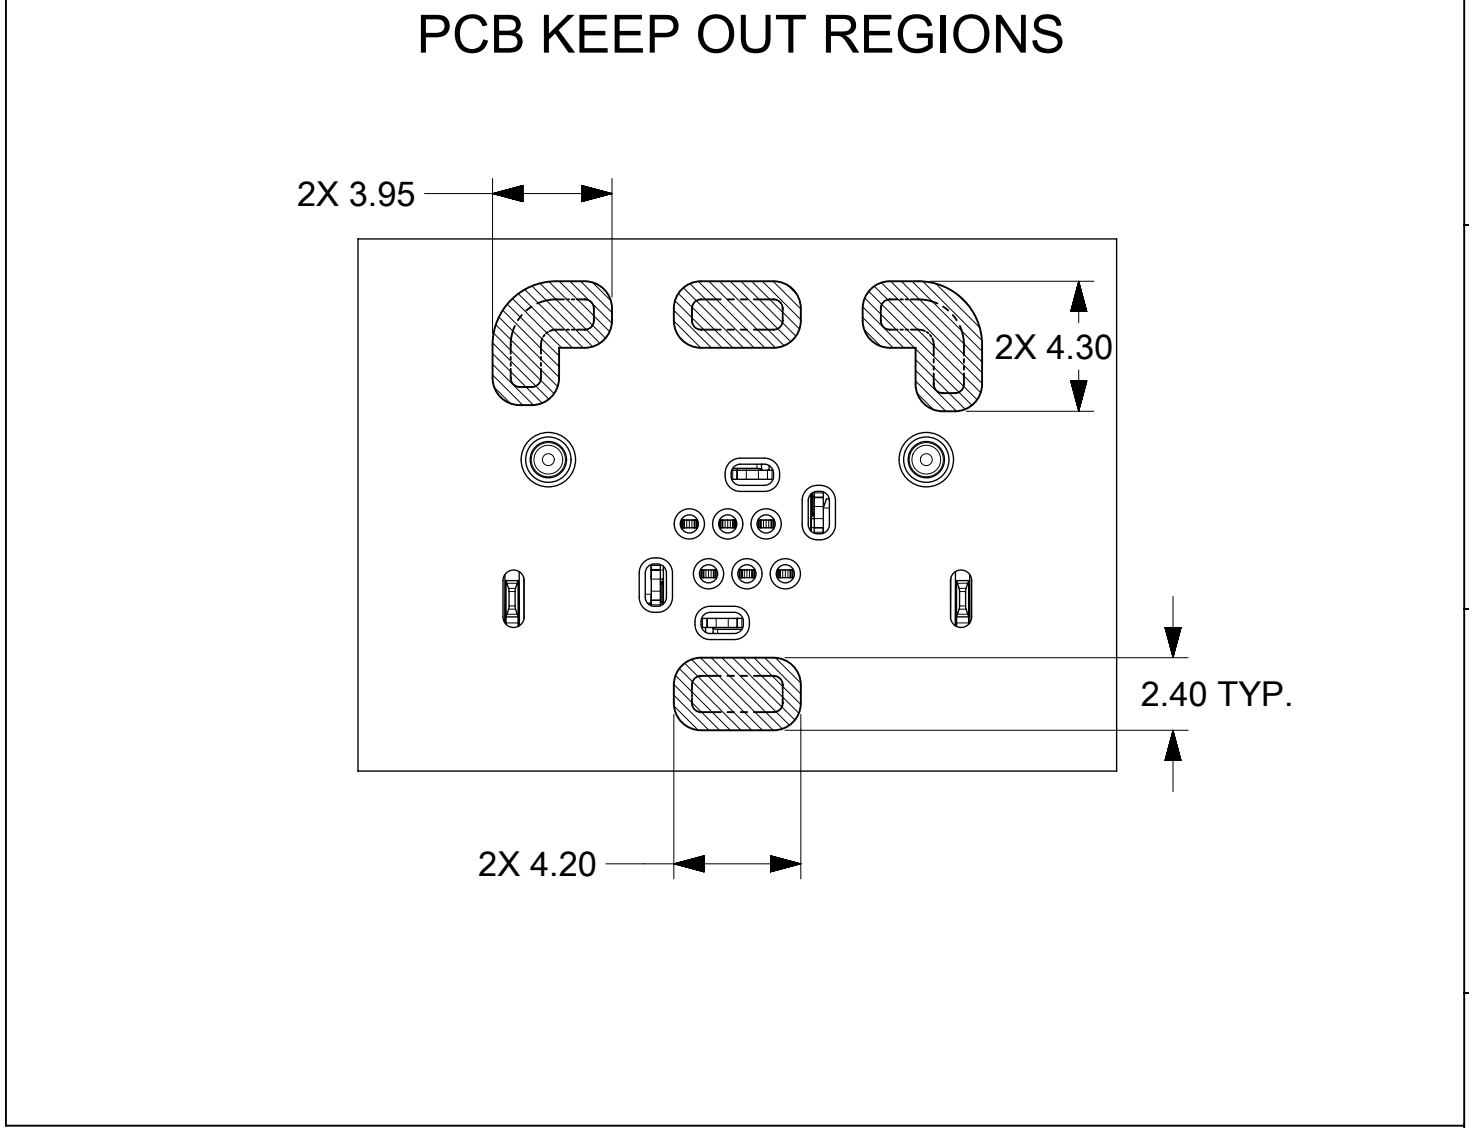 PCB KEEP OUT REGIONS
2X 3.95
2X 4.30
2.40 TYP.
2X 4.20